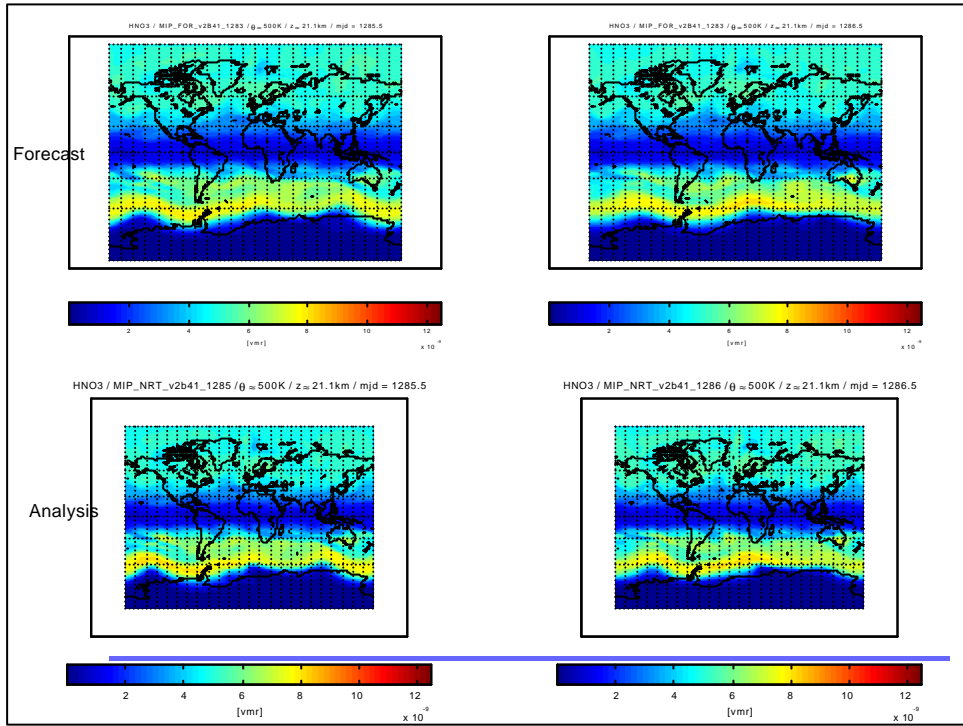 HNO3 / MIP_FOR_v2B41_1283 / θ ≈ 500K / z ≈ 21.1km / mjd = 1285.5
HNO3 / MIP_FOR_v2B41_1283 / θ ≈ 500K / z ≈ 21.1km / mjd = 1286.5
Forecast
2 4 6 8 10 12
[vmr]
x 10⁻⁹
2 4 6 8 10 12
[vmr]
x 10⁻⁹
HNO3 / MIP_NRT_v2b41_1285 / θ ≈ 500K / z ≈ 21.1km / mjd = 1285.5
HNO3 / MIP_NRT_v2b41_1286 / θ ≈ 500K / z ≈ 21.1km / mjd = 1286.5
Analysis
2 4 6 8 10 12
[vmr]
x 10⁻⁹
2 4 6 8 10 12
[vmr]
x 10⁻⁹